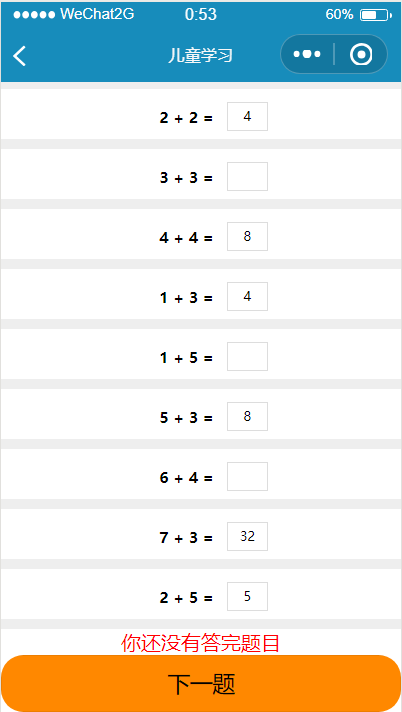 WeChat2G 0:53 60%
儿童学习
2 + 2 = 4
3 + 3 =
4 + 4 = 8
1 + 3 = 4
1 + 5 =
5 + 3 = 8
6 + 4 =
7 + 3 = 32
2 + 5 = 5
你还没有答完题目
下一题